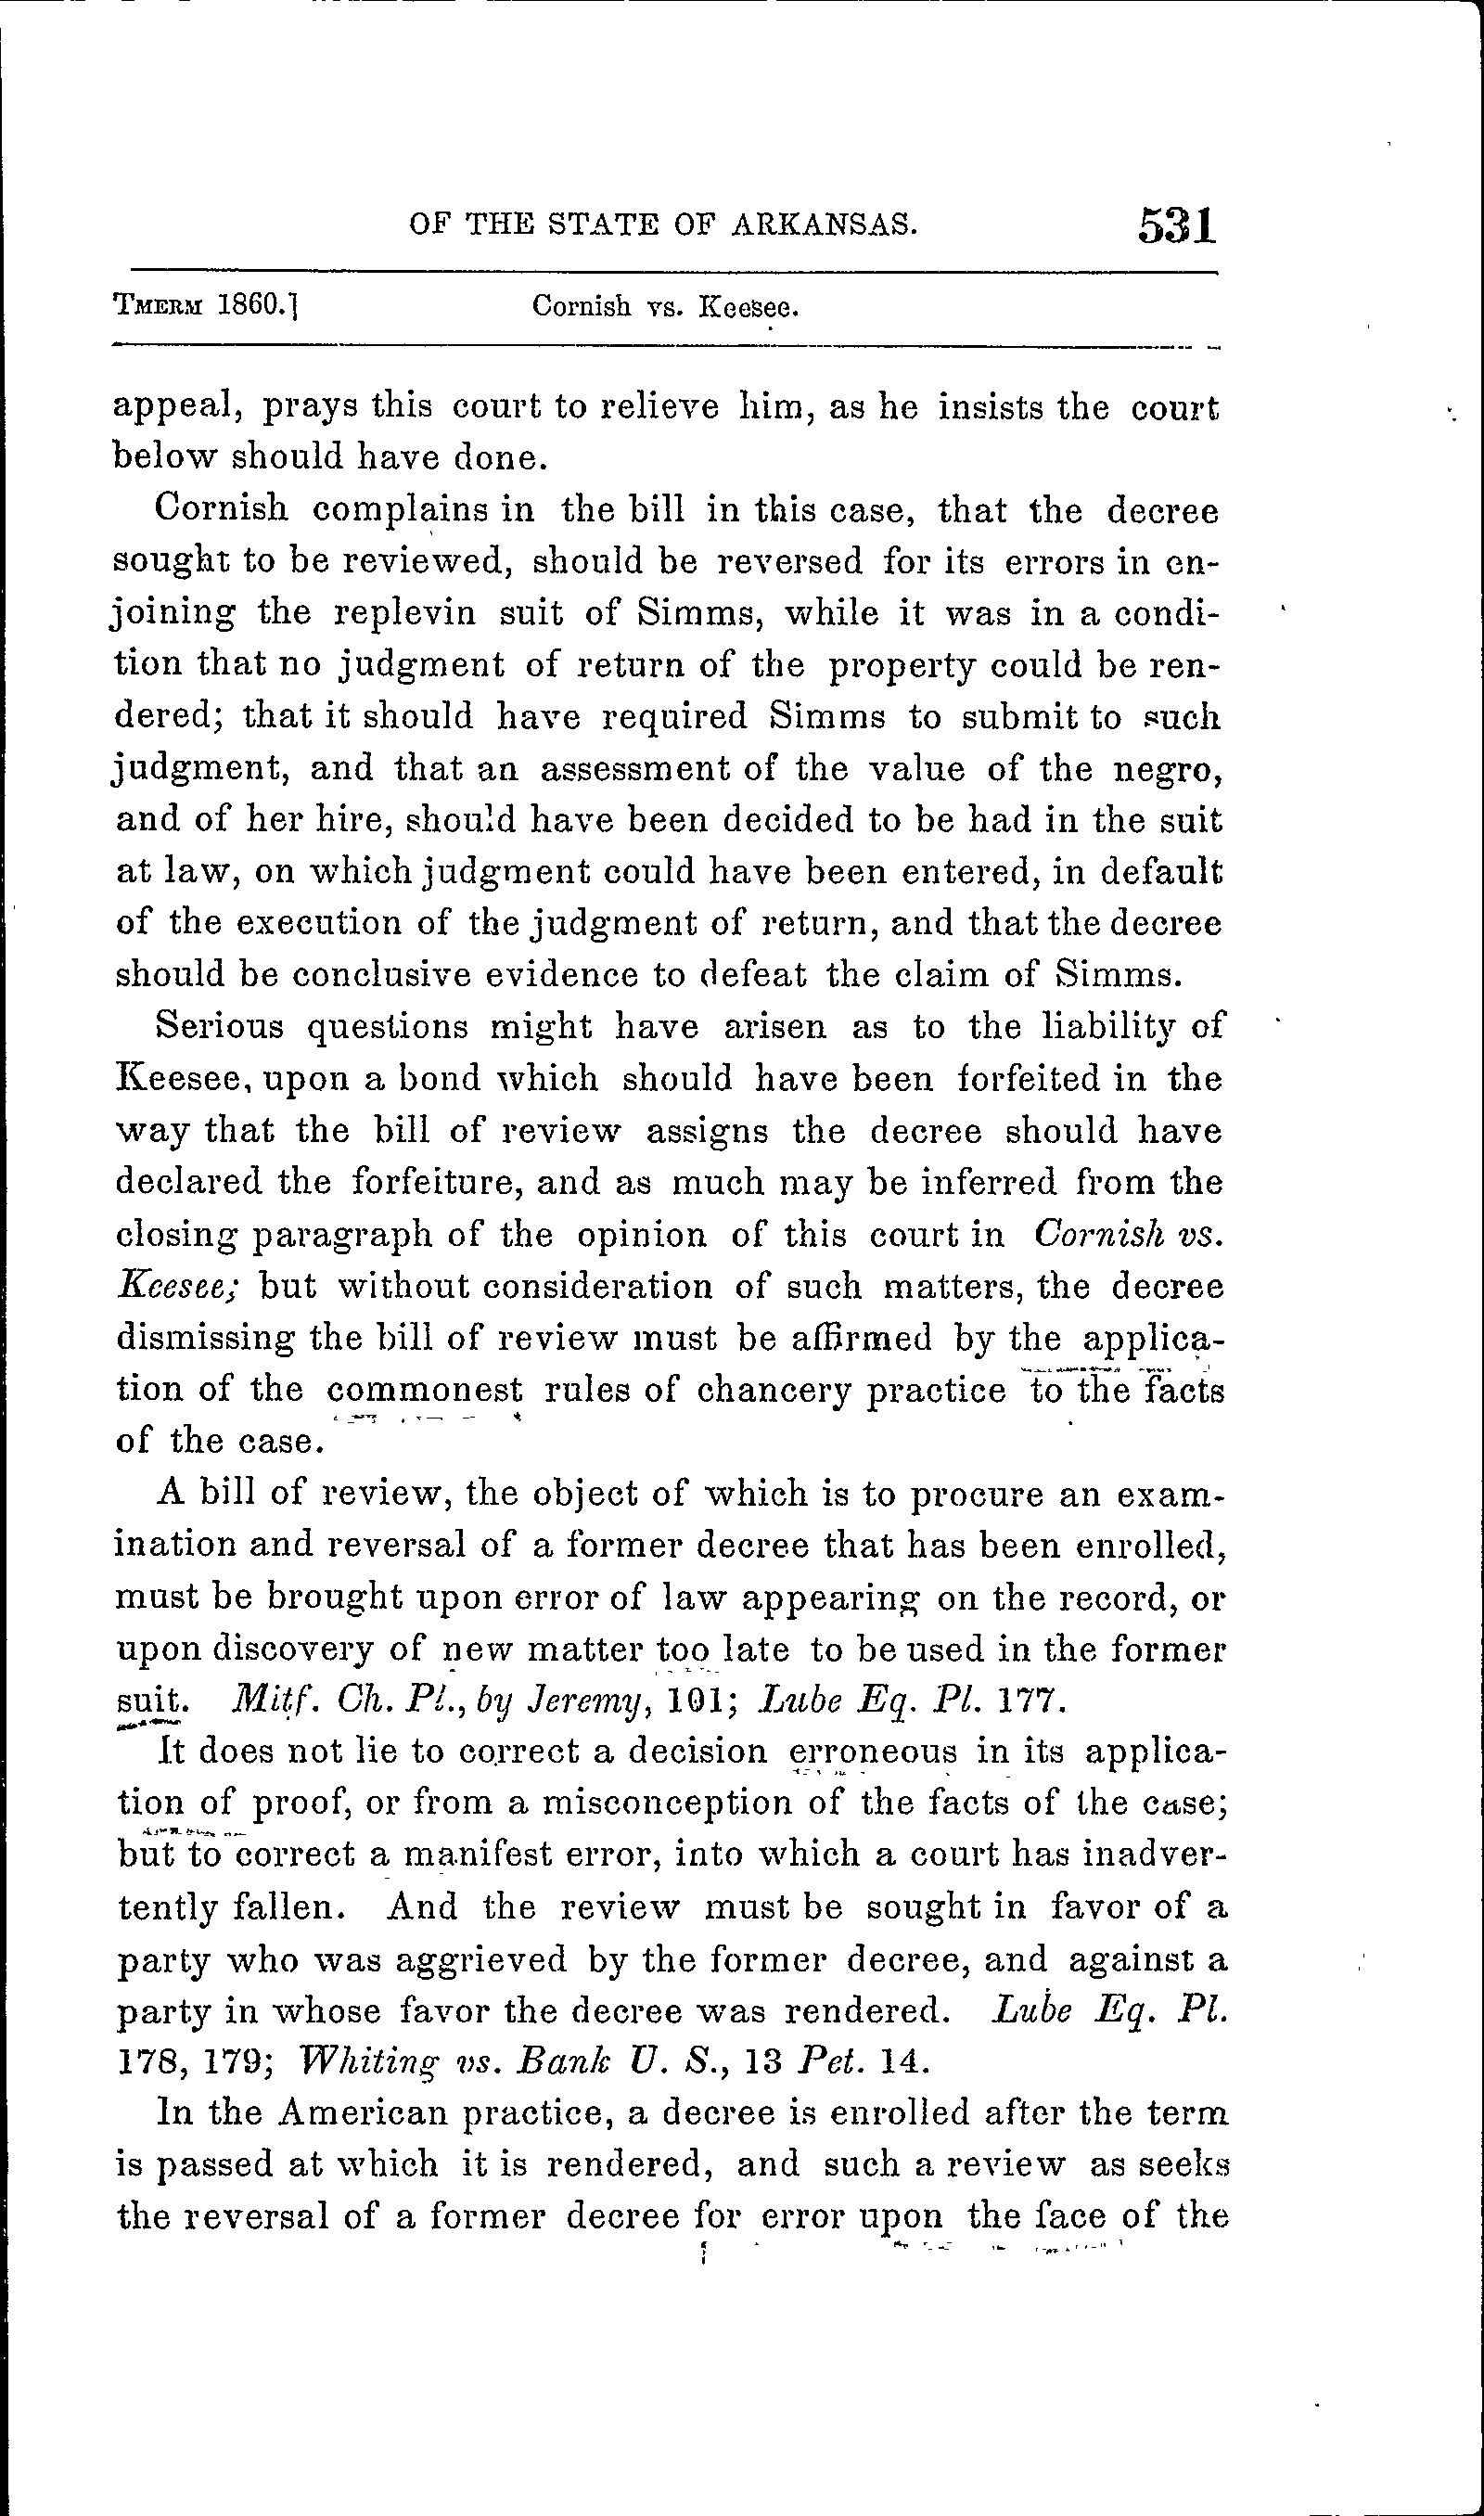 OF THE STATE OF ARKANSAS. 531
TMERM 1860.] Cornish vs. Keesee.
appeal, prays this court to relieve him, as he insists the court
below should have done.
Cornish complains in the bill in this case, that the decree
sought to be reviewed, should be reversed for its errors in en-
joining the replevin suit of Simms, while it was in a condi-
tion that no judgment of return of the property could be ren-
dered; that it should have required Simms to submit to such
judgment, and that an assessment of the value of the negro,
and of her hire, should have been decided to be had in the suit
at law, on which judgment could have been entered, in default
of the execution of the judgment of return, and that the decree
should be conclusive evidence to defeat the claim of Simms.
Serious questions might have arisen as to the liability of
Keesee, upon a bond which should have been forfeited in the
way that the bill of review assigns the decree should have
declared the forfeiture, and as much may be inferred from the
closing paragraph of the opinion of this court in Cornish vs.
Keesee; but without consideration of such matters, the decree
dismissing the bill of review must be affirmed by the applica-
tion of the commonest rules of chancery practice to the facts
of the case.
A bill of review, the object of which is to procure an exam-
ination and reversal of a former decree that has been enrolled,
must be brought upon error of law appearing on the record, or
upon discovery of new matter too late to be used in the former
suit. Mitf. Ch. Pl., by Jeremy, 101; Lube Eq. Pl. 177.
It does not lie to correct a decision erroneous in its applica-
tion of proof, or from a misconception of the facts of the case;
but to correct a manifest error, into which a court has inadver-
tently fallen. And the review must be sought in favor of a
party who was aggrieved by the former decree, and against a
party in whose favor the decree was rendered. Lube Eq. Pl.
178, 179; Whiting vs. Bank U. S., 13 Pet. 14.
In the American practice, a decree is enrolled after the term
is passed at which it is rendered, and such a review as seeks
the reversal of a former decree for error upon the face of the